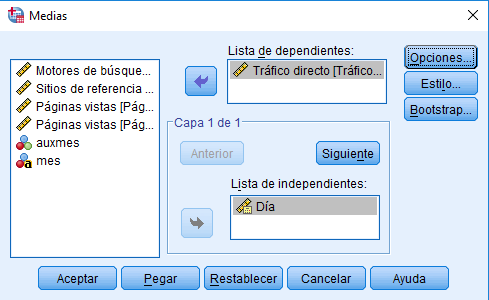 Medias
Lista de dependientes:
Motores de búsque...
Sitios de referencia ...
Páginas vistas [Pág...
Páginas vistas [Pág...
auxmes
mes
Tráfico directo [Tráfico...
Opciones...
Estilo...
Bootstrap...
Capa 1 de 1
Anterior
Siguiente
Lista de independientes:
Día
Aceptar
Pegar
Restablecer
Cancelar
Ayuda